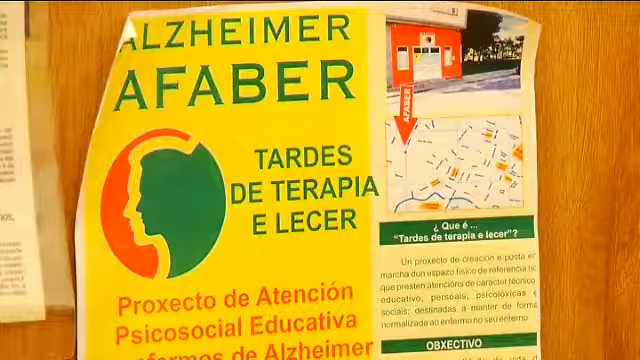 ALZHEIMER
AFABER
TARDES
DE TERAPIA
E LECER
Proxecto de Atención
Psicosocial Educativa
de Alzheimer
AFABER
¿ Que é ...
"Tardes de terapia e lecer"?
Un proxecto de creación e posta en
marcha dun espazo físico de referencia
que presten atencións de carácter técnico
educativo, persoais, psicolóxicas
sociais; destinadas a manter de forma
normalizada ao enfermo no seu entorno
OBXECTIVO